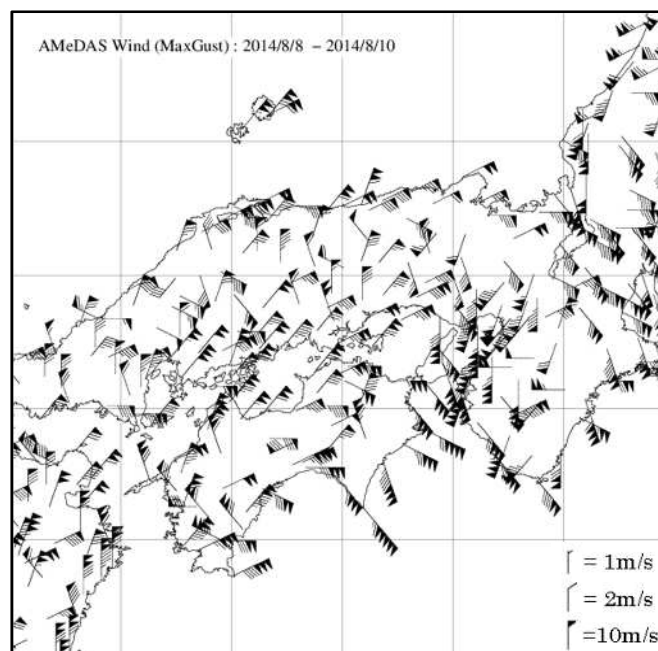 AMeDAS Wind (MaxGust) : 2014/8/8 − 2014/8/10
= 1m/s
= 2m/s
=10m/s